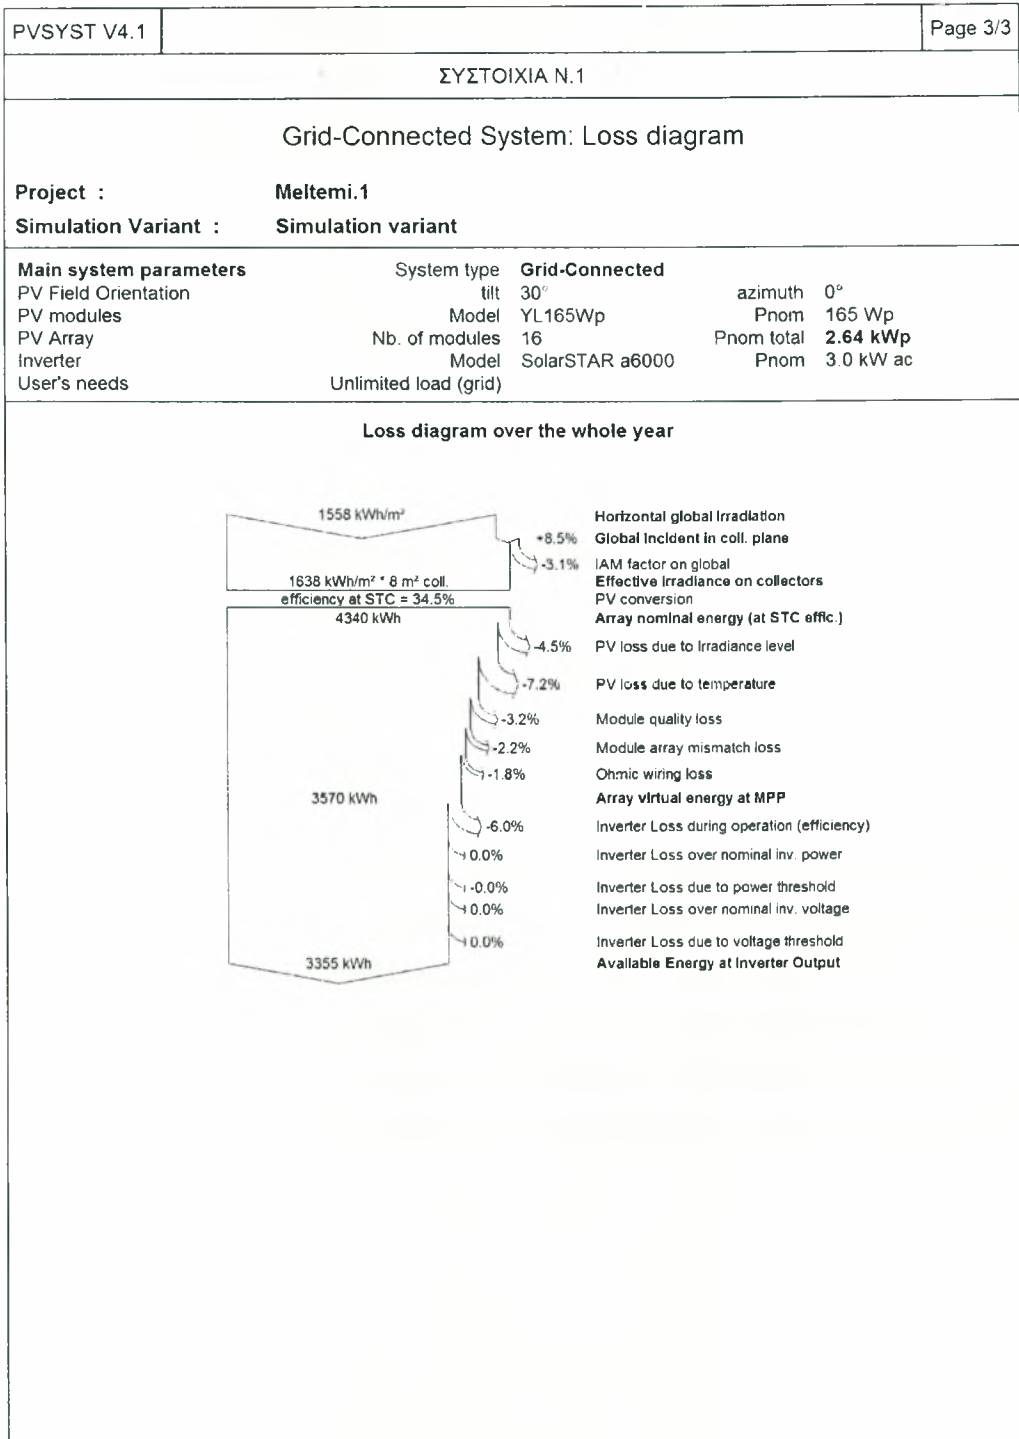 PVSYST V4.1
Page 3/3
ΣΥΣΤΟΙΧΙΑ Ν.1
Grid-Connected System: Loss diagram
Project : Meltemi.1
Simulation Variant : Simulation variant
Main system parameters System type Grid-Connected
PV Field Orientation tilt 30° azimuth 0°
PV modules Model YL165Wp Pnom 165 Wp
PV Array Nb. of modules 16 Pnom total 2.64 kWp
Inverter Model SolarSTAR a6000 Pnom 3.0 kW ac
User's needs Unlimited load (grid)
Loss diagram over the whole year
1558 kWh/m² Horizontal global Irradiation
+8.5% Global Incident in coll. plane
-3.1% IAM factor on global
1638 kWh/m² * 8 m² coll. Effective Irradiance on collectors
efficiency at STC = 34.5% PV conversion
4340 kWh Array nominal energy (at STC effic.)
-4.5% PV loss due to Irradiance level
-7.2% PV loss due to temperature
-3.2% Module quality loss
-2.2% Module array mismatch loss
-1.8% Ohmic wiring loss
3570 kWh Array virtual energy at MPP
-6.0% Inverter Loss during operation (efficiency)
0.0% Inverter Loss over nominal inv. power
-0.0% Inverter Loss due to power threshold
0.0% Inverter Loss over nominal inv. voltage
0.0% Inverter Loss due to voltage threshold
3355 kWh Available Energy at Inverter Output